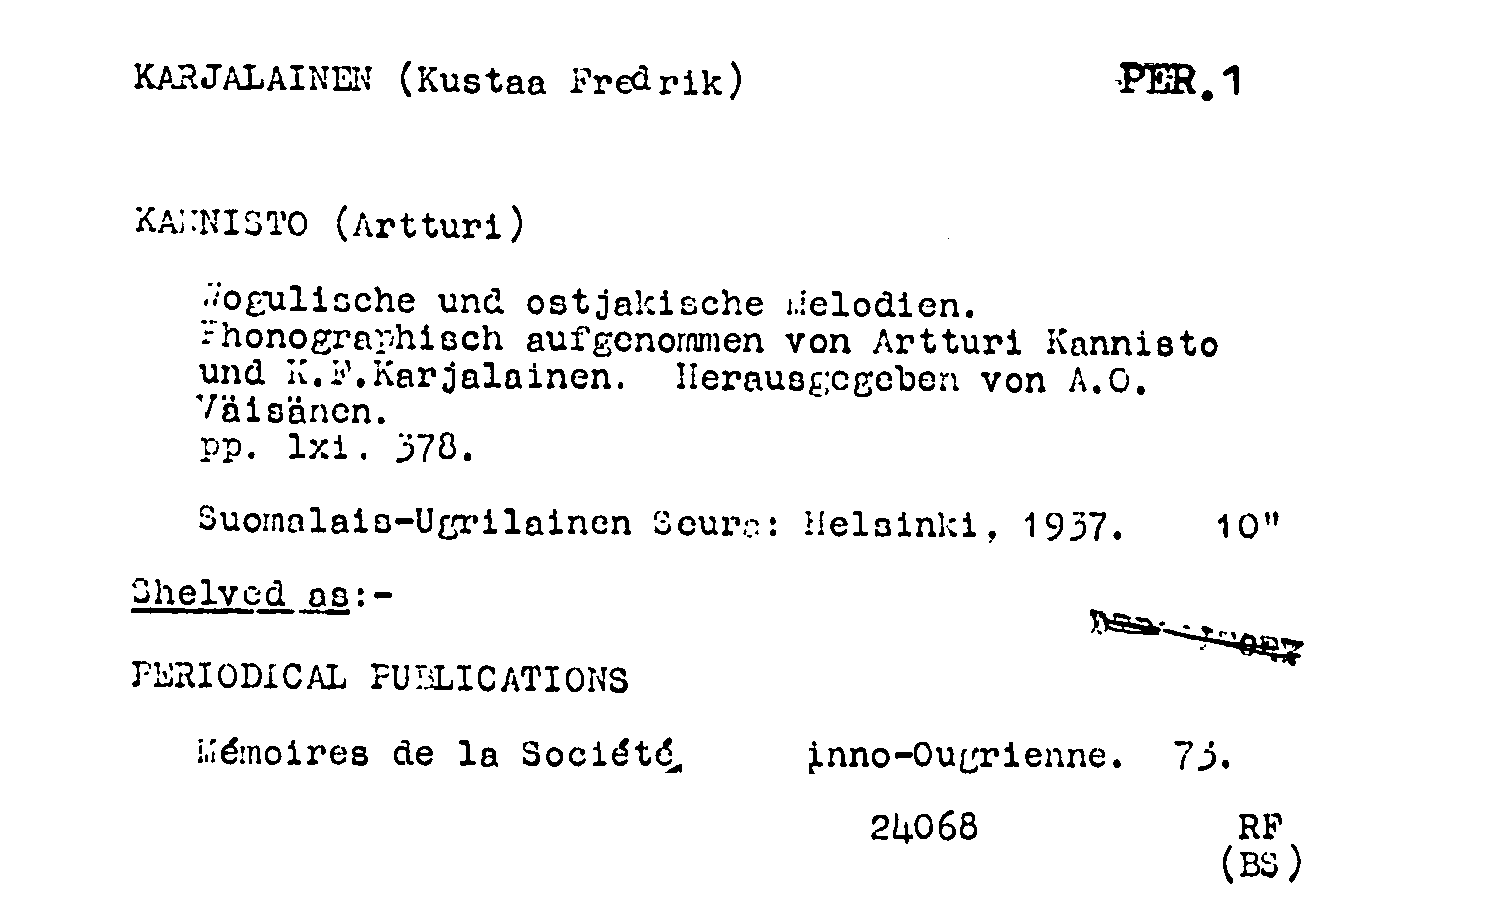 KARJALAINEN (Kustaa Fredrik) PER.1
KANNISTO (Artturi)
Wogulische und ostjakische Melodien.
Phonographisch aufgenommen von Artturi Kannisto
und K.F.Karjalainen. Herausgegeben von A.O.
Väisänen.
pp. lxi. 378.
Suomalais-Ugrilainen Seura: Helsinki, 1937. 10"
Shelved as:-
PERIODICAL PUBLICATIONS
Mémoires de la Société inno-Ougrienne. 73.
24068 RF
(BS)